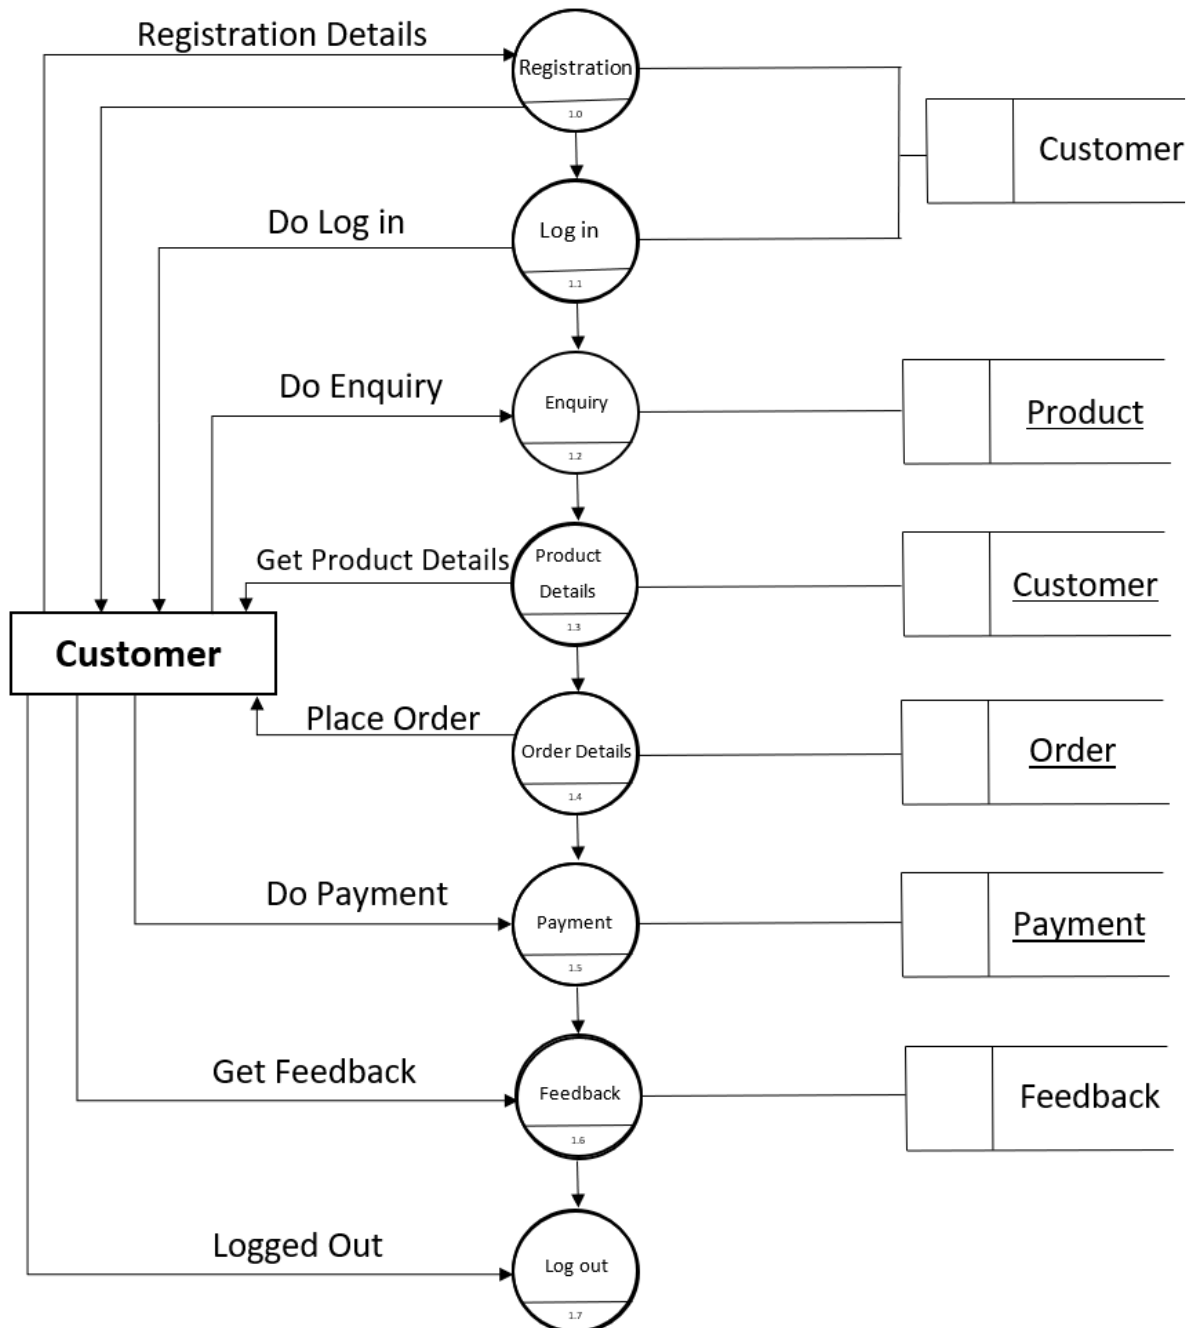 Registration Details
Registration
1.0
Customer
Do Log in
Log in
1.1
Do Enquiry
Enquiry
1.2
Product
Get Product Details
Product
Details
1.3
Customer
Customer
Place Order
Order Details
1.4
Order
Do Payment
Payment
1.5
Payment
Get Feedback
Feedback
1.6
Feedback
Logged Out
Log out
1.7